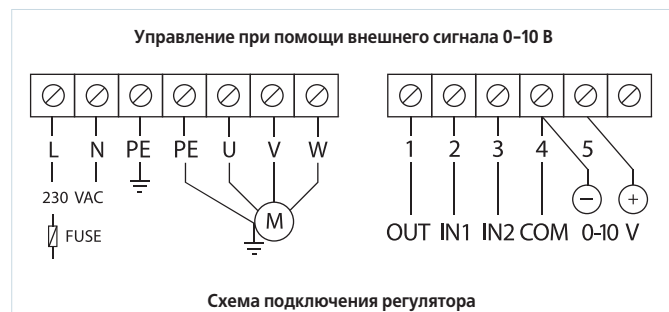 Управление при помощи внешнего сигнала 0–10 В
L N PE PE U V W 1 2 3 4 5
230 VAC
FUSE
M
− +
OUT IN1 IN2 COM 0-10 V
Схема подключения регулятора